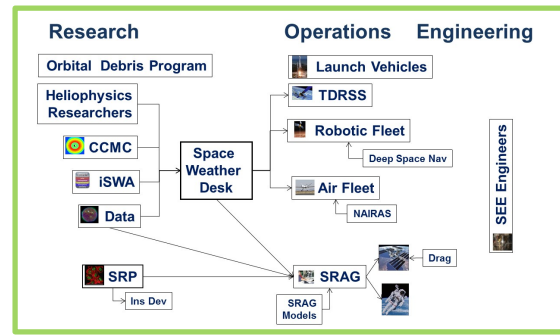 Research Operations Engineering
Orbital Debris Program
Launch Vehicles
Heliophysics
Researchers
TDRSS
CCMC
Space
Weather
Desk
Robotic Fleet
Deep Space Nav
iSWA
Air Fleet
Data
NAIRAS
SEE Engineers
SRP
SRAG
Drag
Ins Dev
SRAG
Models